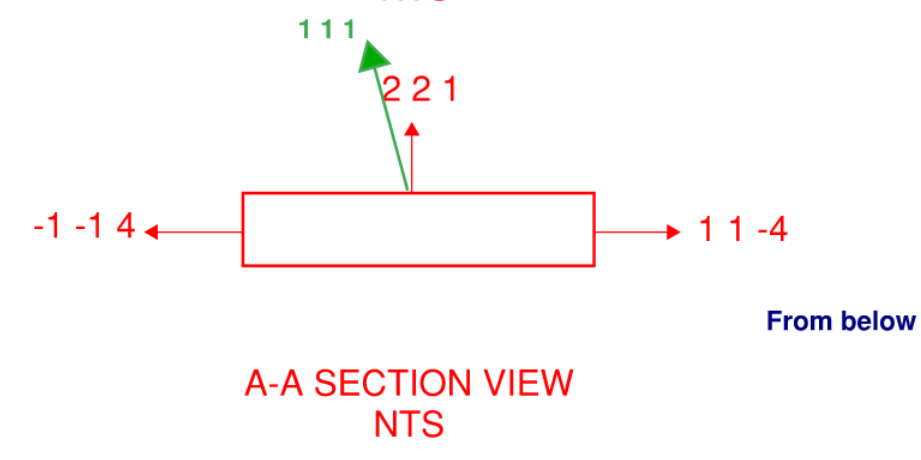 1 1 1
2 2 1
-1 -1 4
1 1 -4
From below
A-A SECTION VIEW
NTS